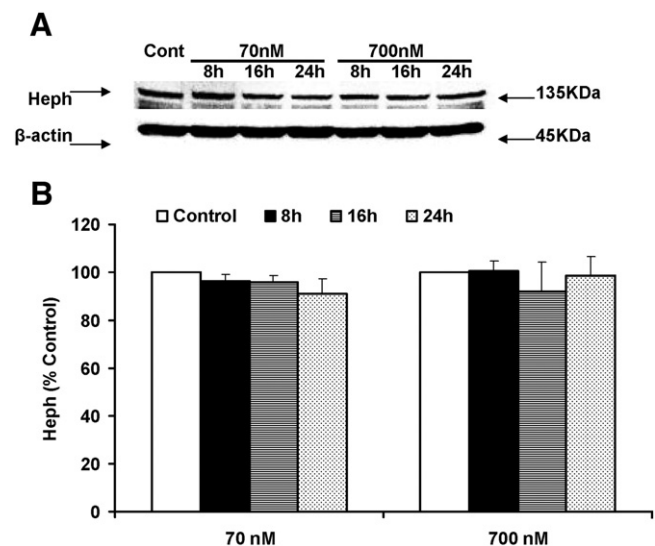 A
Cont 70nM 700nM
8h 16h 24h 8h 16h 24h
Heph 135KDa
β-actin 45KDa
B
Control 8h 16h 24h
120
100
80
60
40
20
0
Heph (% Control)
70 nM 700 nM